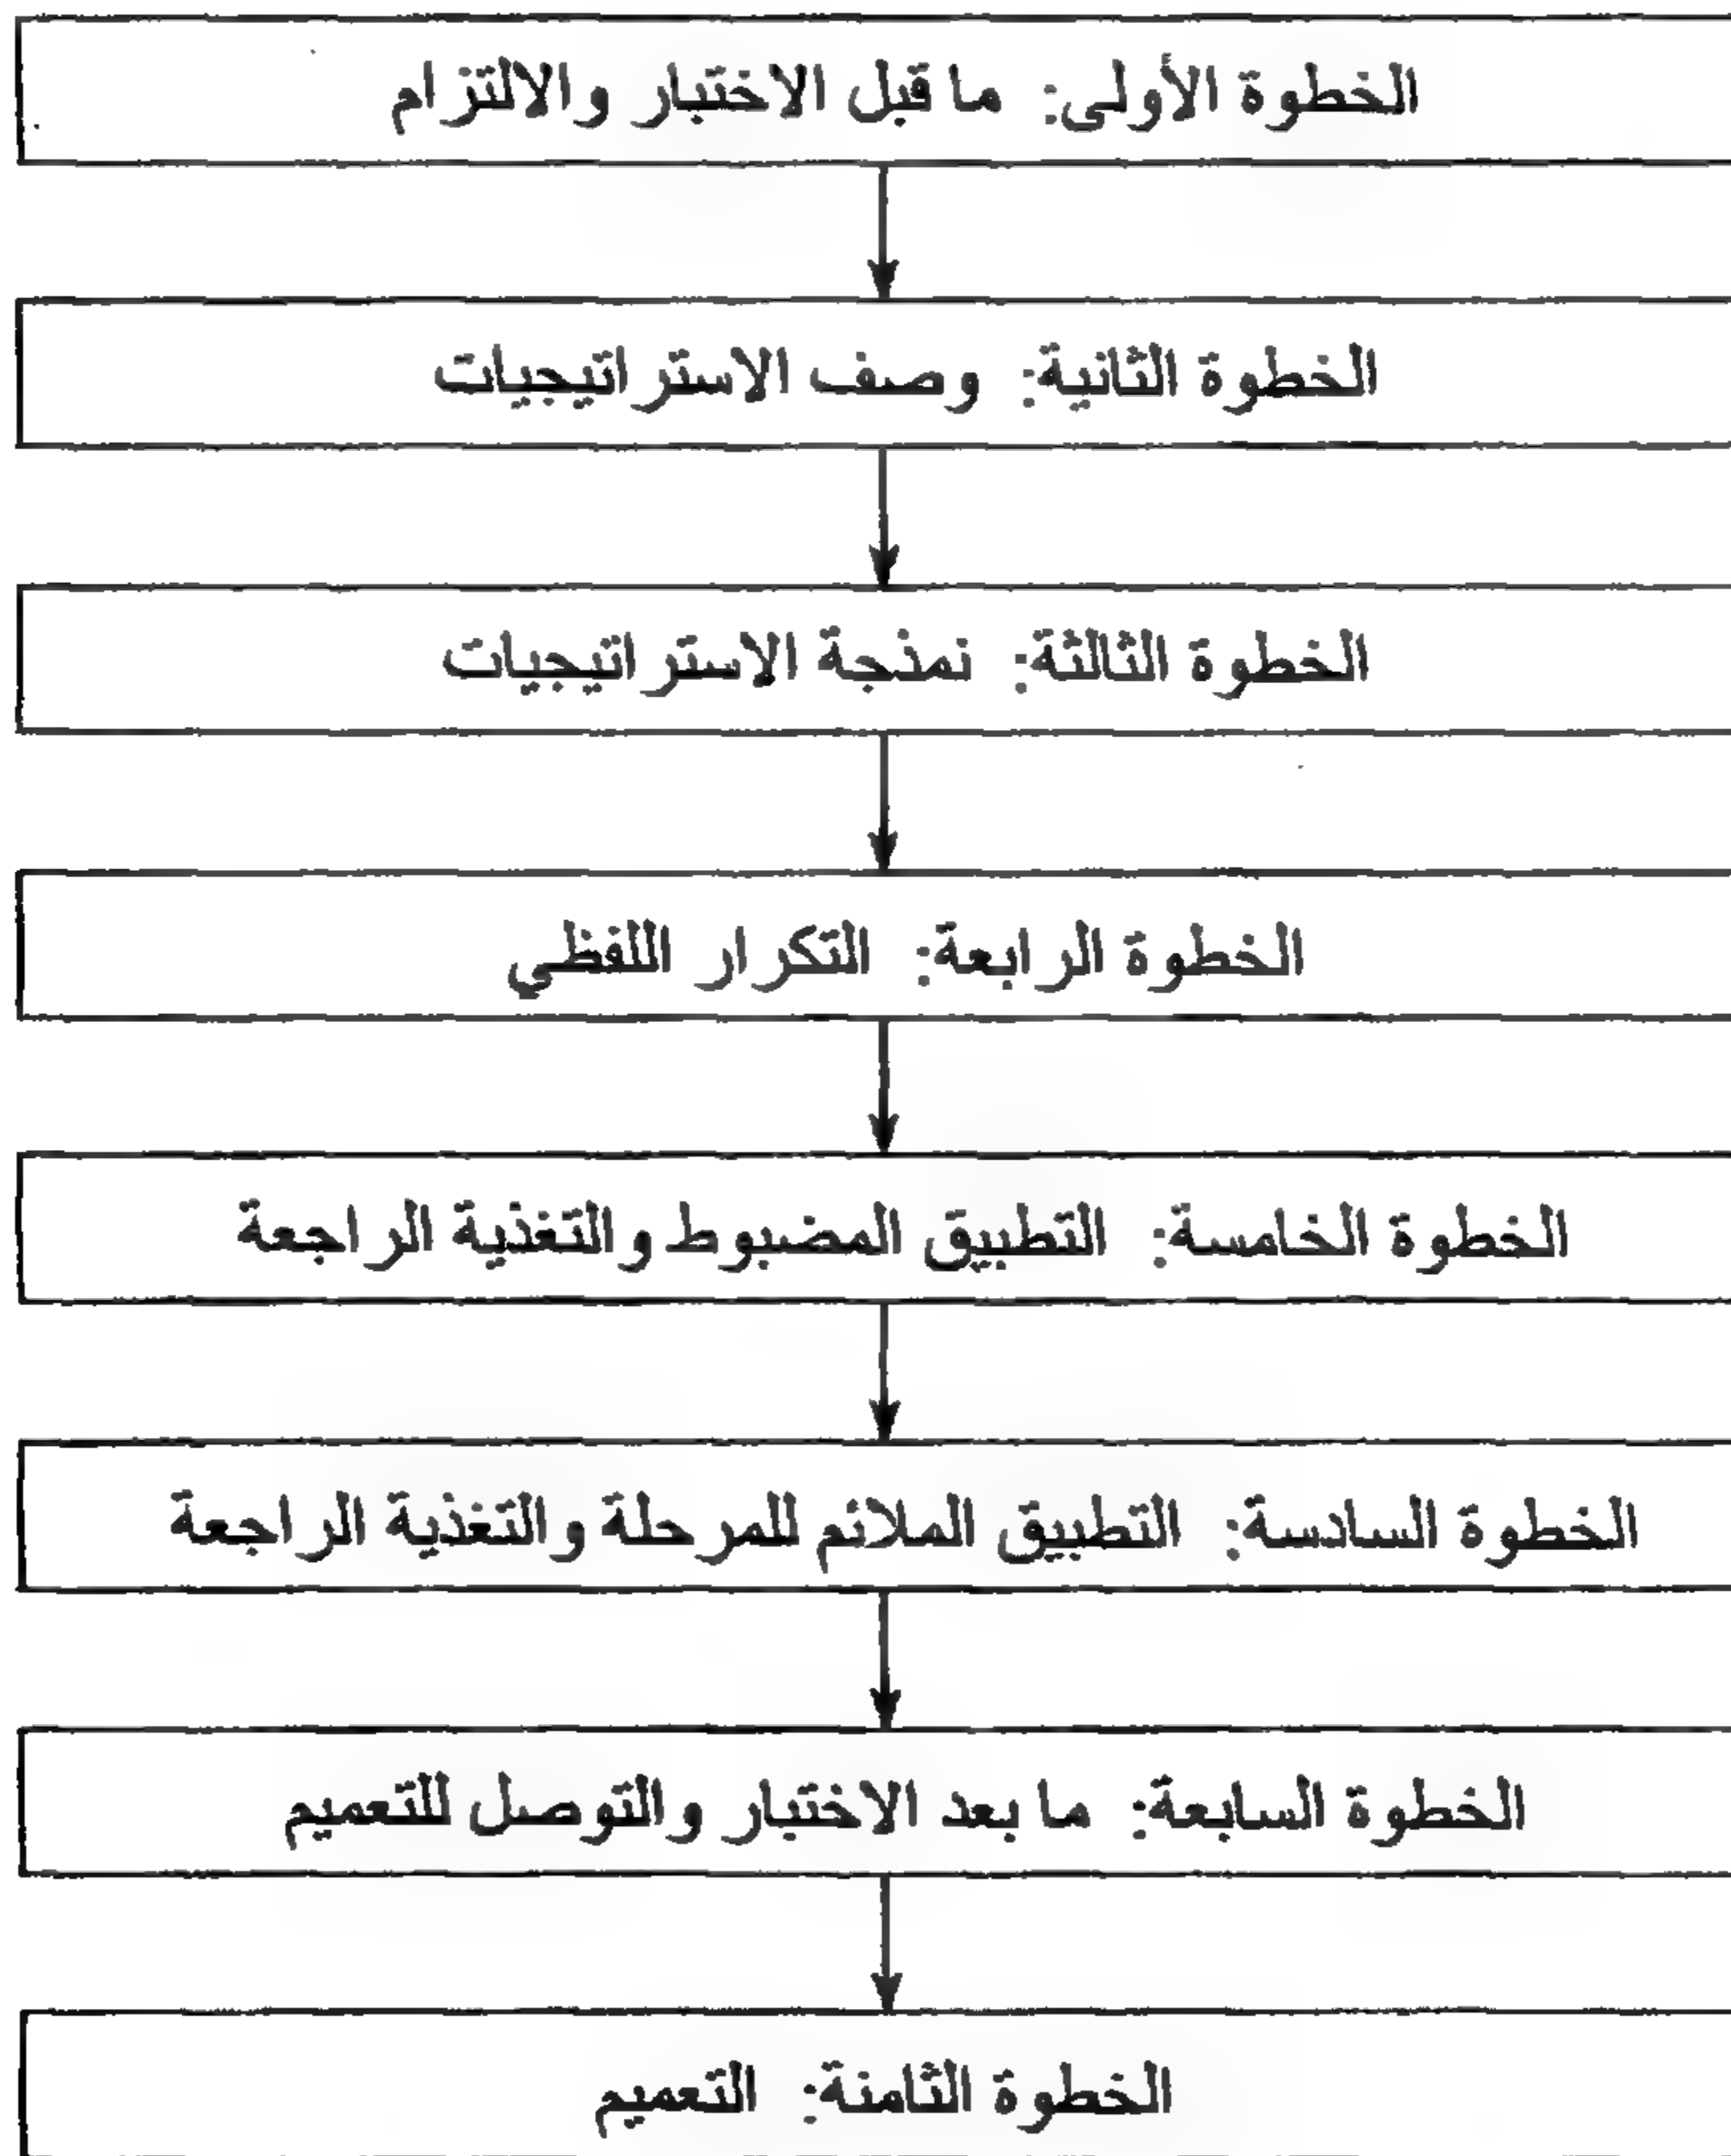 الخطوة الأولى: ما قبل الاختبار والالتزام
الخطوة الثانية: وصف الاستراتيجيات
الخطوة الثالثة: نمذجة الاستراتيجيات
الخطوة الرابعة: التكرار اللفظي
الخطوة الخامسة: التطبيق المضبوط والتغذية الراجعة
الخطوة السادسة: التطبيق الملائم للمرحلة والتغذية الراجعة
الخطوة السابعة: ما بعد الاختبار والتوصل للتعميم
الخطوة الثامنة: التعميم